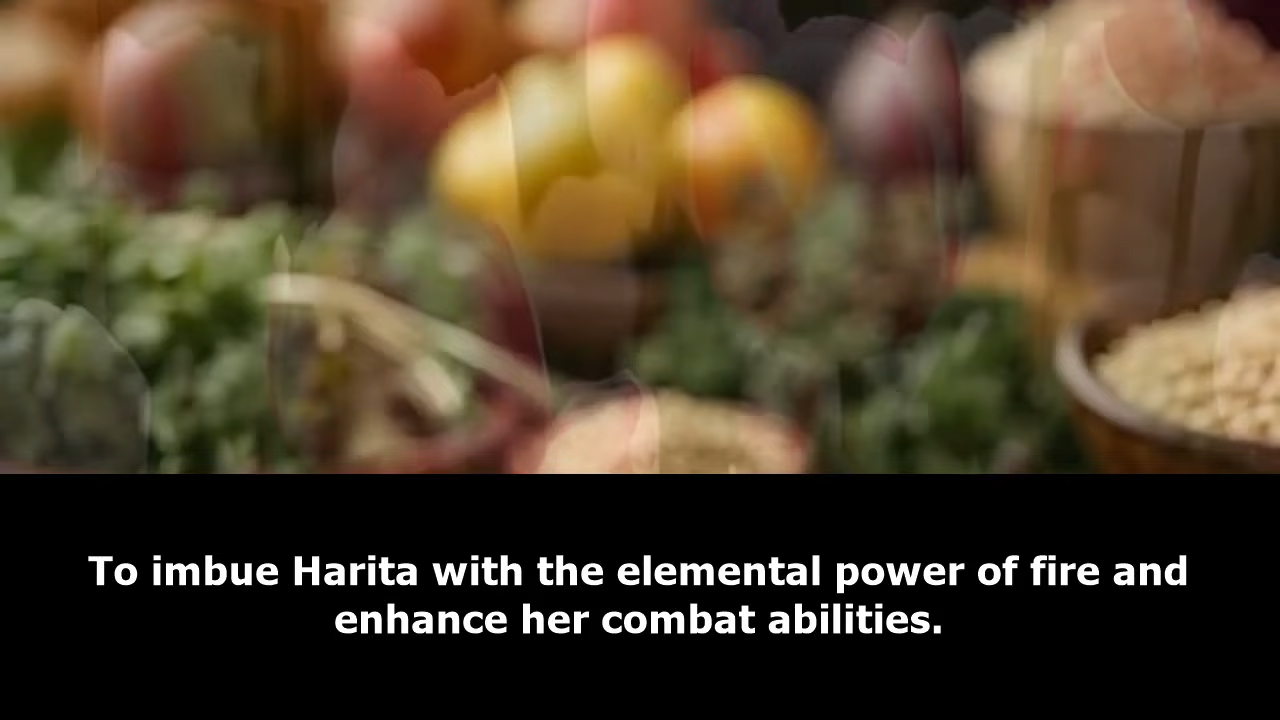 To imbue Harita with the elemental power of fire and
enhance her combat abilities.